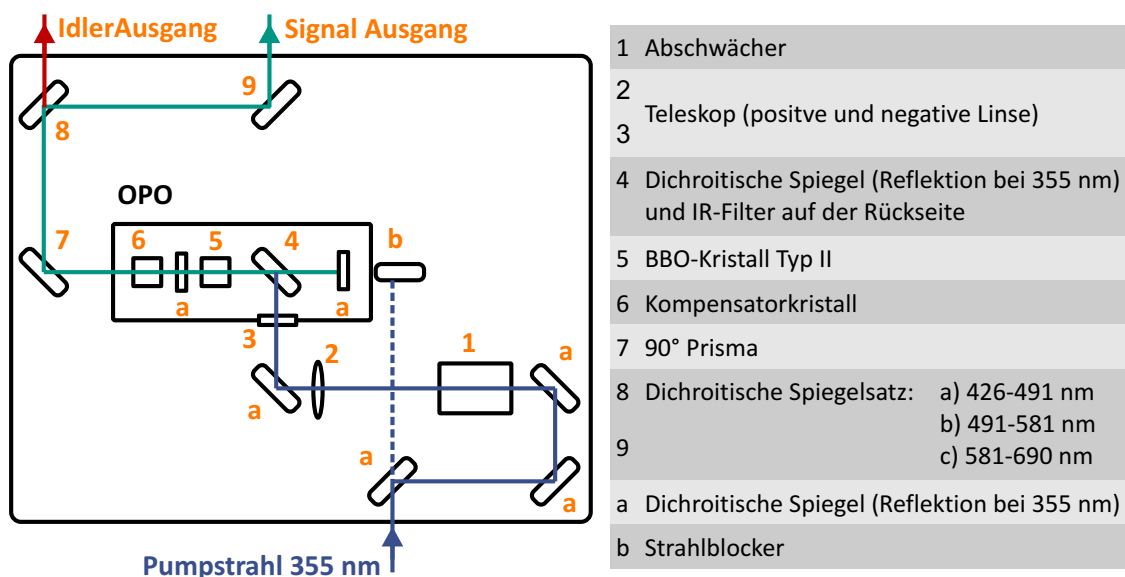 IdlerAusgang
Signal Ausgang
9
8
OPO
7
6
5
4
b
a
a
3
2
1
a
a
a
a
Pumpstrahl 355 nm
1 Abschwächer
2
Teleskop (positve und negative Linse)
3
4 Dichroitische Spiegel (Reflektion bei 355 nm)
und IR-Filter auf der Rückseite
5 BBO-Kristall Typ II
6 Kompensatorkristall
7 90° Prisma
8 Dichroitische Spiegelsatz: a) 426-491 nm
b) 491-581 nm
9 c) 581-690 nm
a Dichroitische Spiegel (Reflektion bei 355 nm)
b Strahlblocker